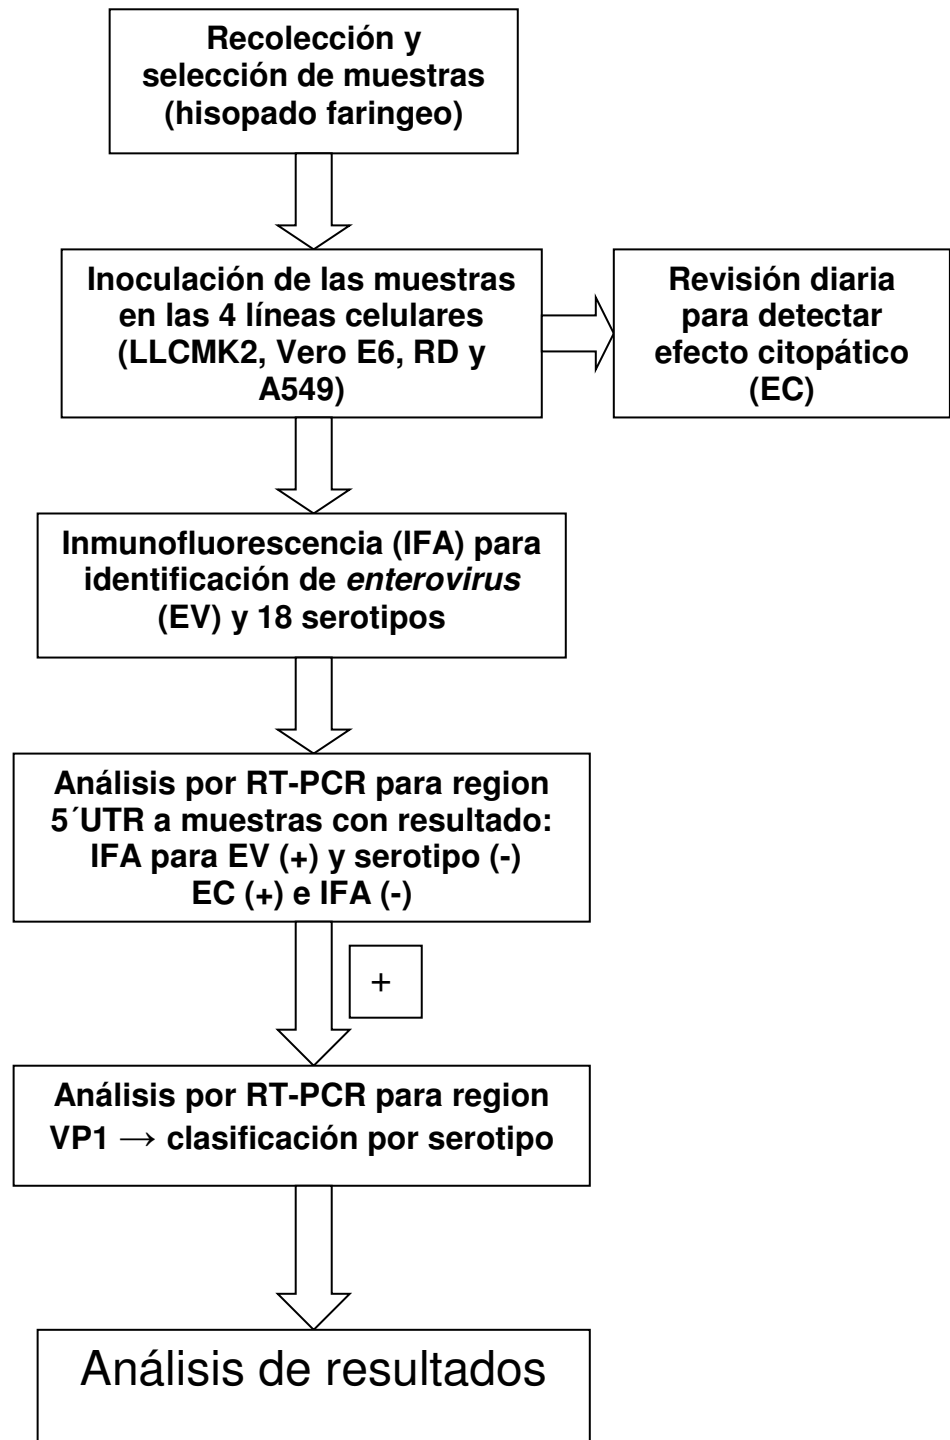 Recolección y
selección de muestras
(hisopado faringeo)
Inoculación de las muestras
en las 4 líneas celulares
(LLCMK2, Vero E6, RD y
A549)
Revisión diaria
para detectar
efecto citopático
(EC)
Inmunofluorescencia (IFA) para
identificación de enterovirus
(EV) y 18 serotipos
Análisis por RT-PCR para region
5´UTR a muestras con resultado:
IFA para EV (+) y serotipo (-)
EC (+) e IFA (-)
+
Análisis por RT-PCR para region
VP1 → clasificación por serotipo
Análisis de resultados